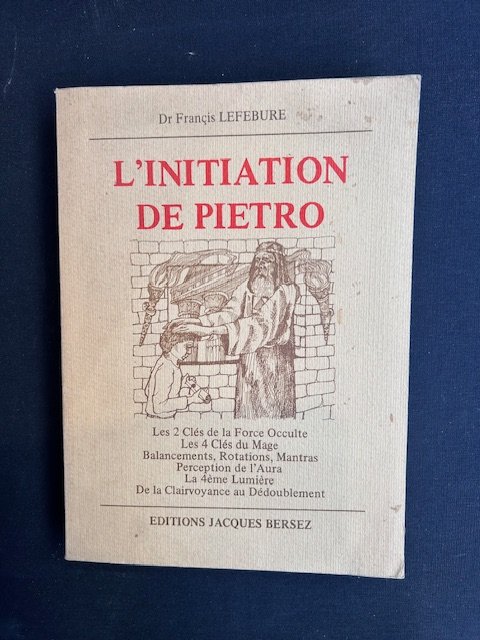 Dr Françis LEFEBURE
L'INITIATION
DE PIETRO
Les 2 Clés de la Force Occulte
Les 4 Clés du Mage
Balancements, Rotations, Mantras
Perception de l'Aura
La 4ème Lumière
De la Clairvoyance au Dédoublement
EDITIONS JACQUES BERSEZ